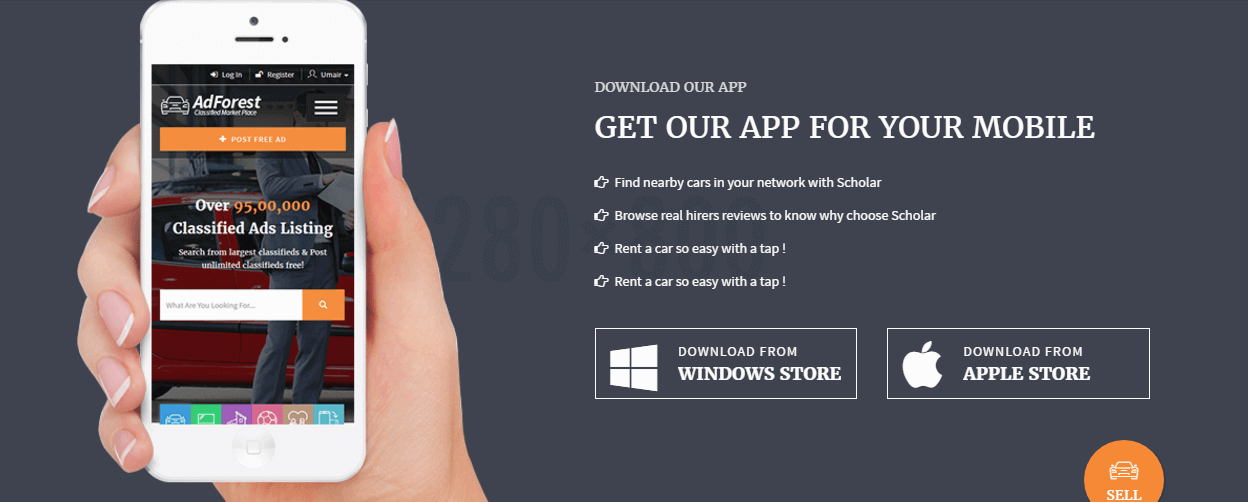 Log In Register Umair
AdForest
Classified Market Place
POST FREE AD
Over 95,00,000
Classified Ads Listing
Search from largest classifieds & Post
unlimited classifieds free!
What Are You Looking For...
DOWNLOAD OUR APP
GET OUR APP FOR YOUR MOBILE
Find nearby cars in your network with Scholar
Browse real hirers reviews to know why choose Scholar
Rent a car so easy with a tap !
Rent a car so easy with a tap !
DOWNLOAD FROM
WINDOWS STORE
DOWNLOAD FROM
APPLE STORE
SELL